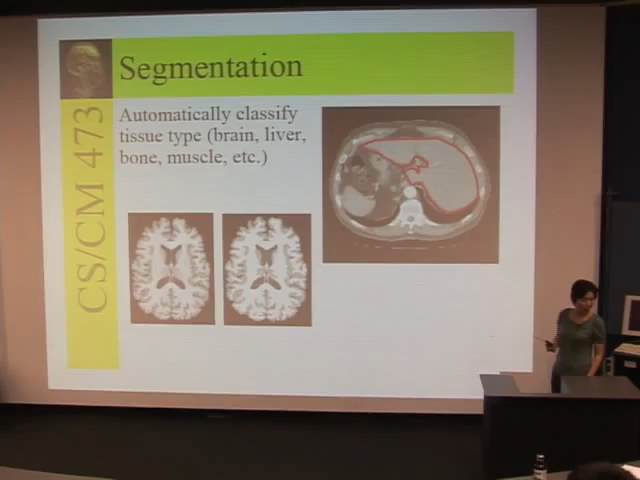 Segmentation
CS/CM 473
Automatically classify
tissue type (brain, liver,
bone, muscle, etc.)